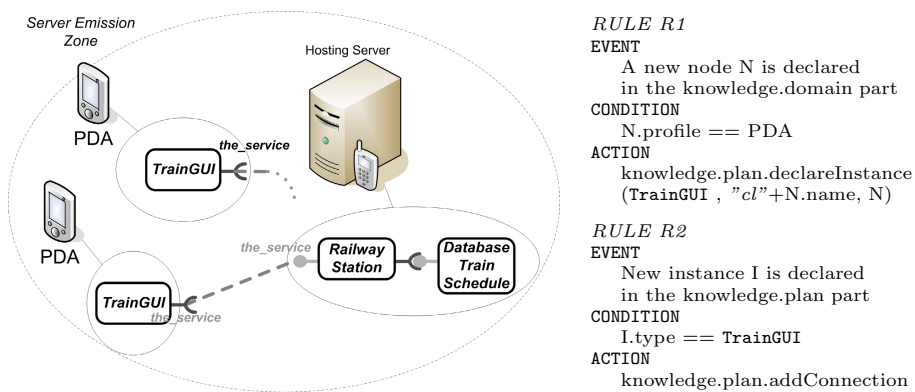 Server Emission
Zone
PDA
Hosting Server
the_service
TrainGUI
PDA
the_service
Railway
Station
Database
Train
Schedule
TrainGUI
the_service
RULE R1
EVENT
A new node N is declared
in the knowledge.domain part
CONDITION
N.profile == PDA
ACTION
knowledge.plan.declareInstance
(TrainGUI , "cl"+N.name, N)
RULE R2
EVENT
New instance I is declared
in the knowledge.plan part
CONDITION
I.type == TrainGUI
ACTION
knowledge.plan.addConnection